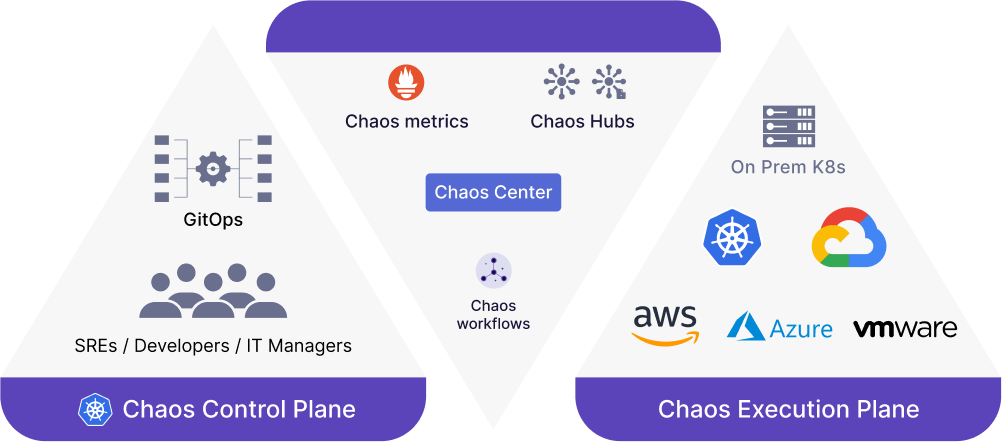 Chaos metrics
Chaos Hubs
Chaos Center
Chaos
workflows
GitOps
SREs / Developers / IT Managers
Chaos Control Plane
On Prem K8s
aws
Azure
vmware
Chaos Execution Plane